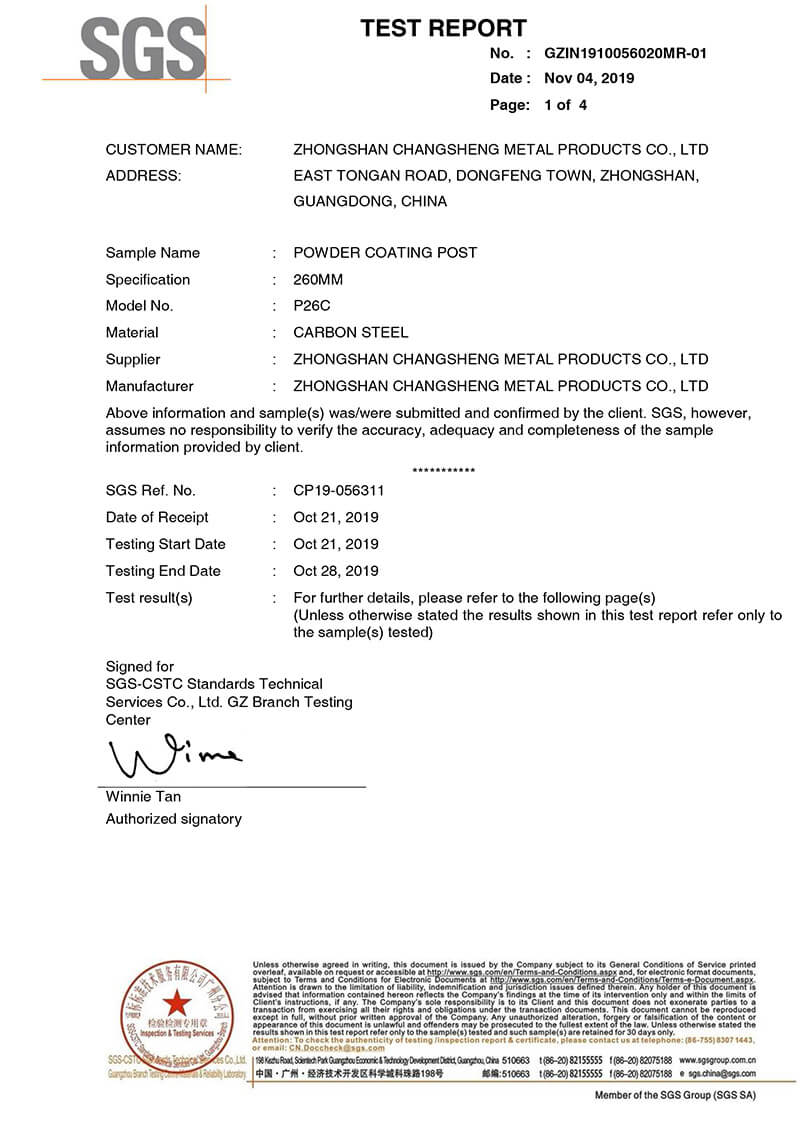 SGS
TEST REPORT
No. : GZIN1910056020MR-01
Date : Nov 04, 2019
Page: 1 of 4
CUSTOMER NAME: ZHONGSHAN CHANGSHENG METAL PRODUCTS CO., LTD
ADDRESS: EAST TONGAN ROAD, DONGFENG TOWN, ZHONGSHAN,
GUANGDONG, CHINA
Sample Name : POWDER COATING POST
Specification : 260MM
Model No. : P26C
Material : CARBON STEEL
Supplier : ZHONGSHAN CHANGSHENG METAL PRODUCTS CO., LTD
Manufacturer : ZHONGSHAN CHANGSHENG METAL PRODUCTS CO., LTD
Above information and sample(s) was/were submitted and confirmed by the client. SGS, however,
assumes no responsibility to verify the accuracy, adequacy and completeness of the sample
information provided by client.
***********
SGS Ref. No. : CP19-056311
Date of Receipt : Oct 21, 2019
Testing Start Date : Oct 21, 2019
Testing End Date : Oct 28, 2019
Test result(s) : For further details, please refer to the following page(s)
(Unless otherwise stated the results shown in this test report refer only to
the sample(s) tested)
Signed for
SGS-CSTC Standards Technical
Services Co., Ltd. GZ Branch Testing
Center
Winnie Tan
Authorized signatory
检验检测专用章
Inspection & Testing Services
Unless otherwise agreed in writing, this document is issued by the Company subject to its General Conditions of Service printed
overleaf, available on request or accessible at http://www.sgs.com/en/Terms-and-Conditions.aspx and, for electronic format documents,
subject to Terms and Conditions for Electronic Documents at http://www.sgs.com/en/Terms-and-Conditions/Terms-e-Document.aspx.
Attention is drawn to the limitation of liability, indemnification and jurisdiction issues defined therein. Any holder of this document is
advised that information contained hereon reflects the Company's findings at the time of its intervention only and within the limits of
Client's instructions, if any. The Company's sole responsibility is to its Client and this document does not exonerate parties to a
transaction from exercising all their rights and obligations under the transaction documents. This document cannot be reproduced
except in full, without prior written approval of the Company. Any unauthorized alteration, forgery or falsification of the content or
appearance of this document is unlawful and offenders may be prosecuted to the fullest extent of the law. Unless otherwise stated the
results shown in this test report refer only to the sample(s) tested and such sample(s) are retained for 30 days only.
Attention: To check the authenticity of testing /inspection report & certificate, please contact us at telephone: (86-755) 83071443,
or email: CN.Doccheck@sgs.com
198 Kezhu Road, Scientech Park Guangzhou Economic & Technology Development District, Guangzhou, China 510663 t (86–20) 82155555 f (86–20) 82075188 www.sgsgroup.com.cn
中国·广州·经济技术开发区科学城科珠路198号 邮编:510663 t (86–20) 82155555 f (86–20) 82075188 e sgs.china@sgs.com
Member of the SGS Group (SGS SA)